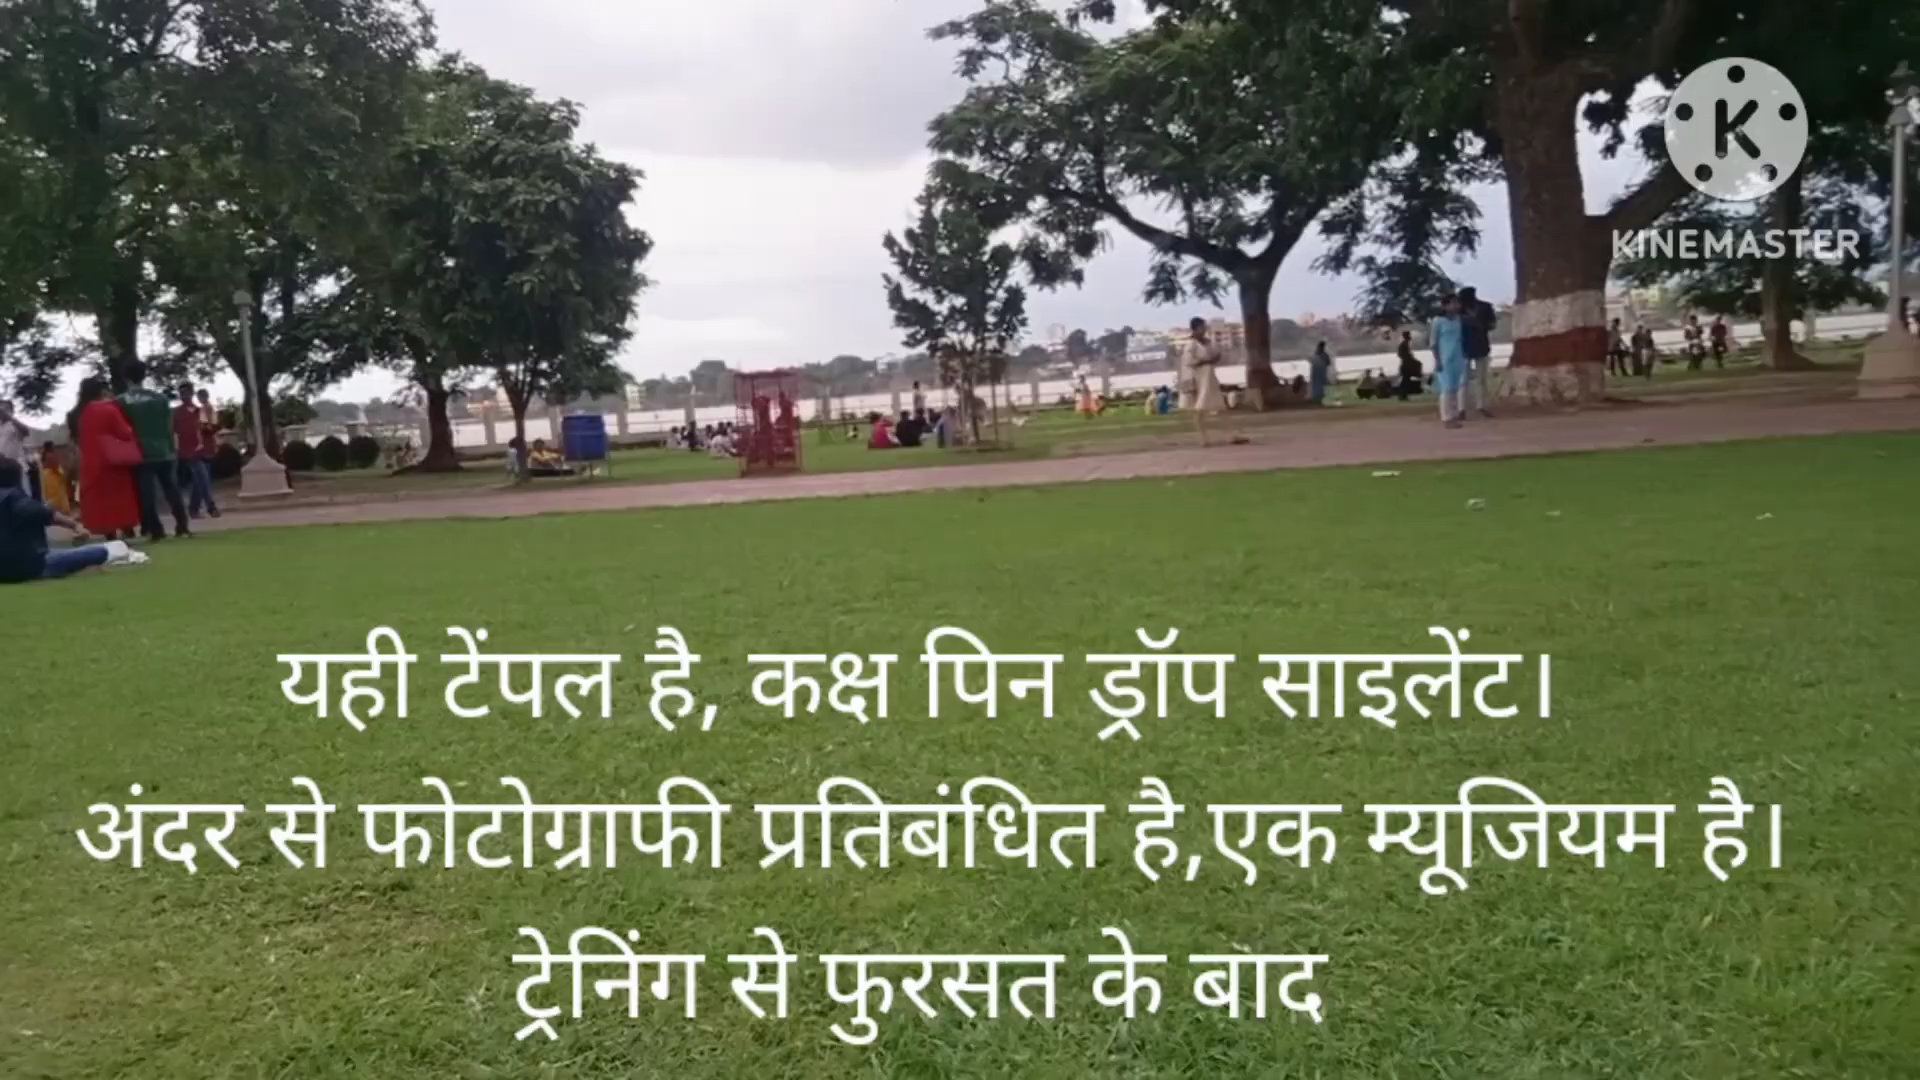 K
KINEMASTER
यही टेंपल है, कक्ष पिन ड्रॉप साइलेंट।
अंदर से फोटोग्राफी प्रतिबंधित है,एक म्यूजियम है।
ट्रेनिंग से फुरसत के बाद